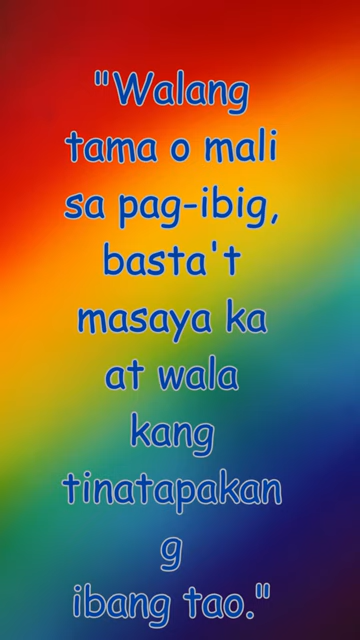 "Walang
tama o mali
sa pag-ibig,
basta't
masaya ka
at wala
kang
tinatapakan
g
ibang tao."